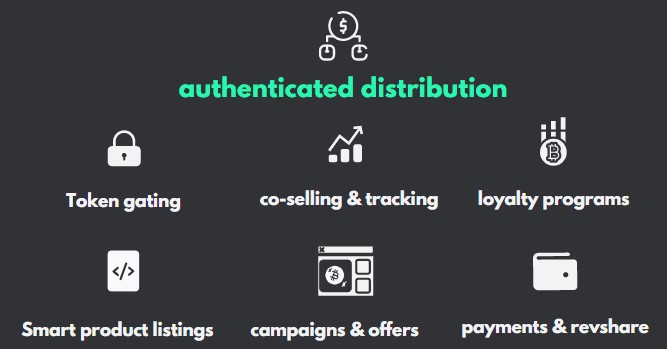 authenticated distribution
Token gating
co-selling & tracking
loyalty programs
Smart product listings
campaigns & offers
payments & revshare